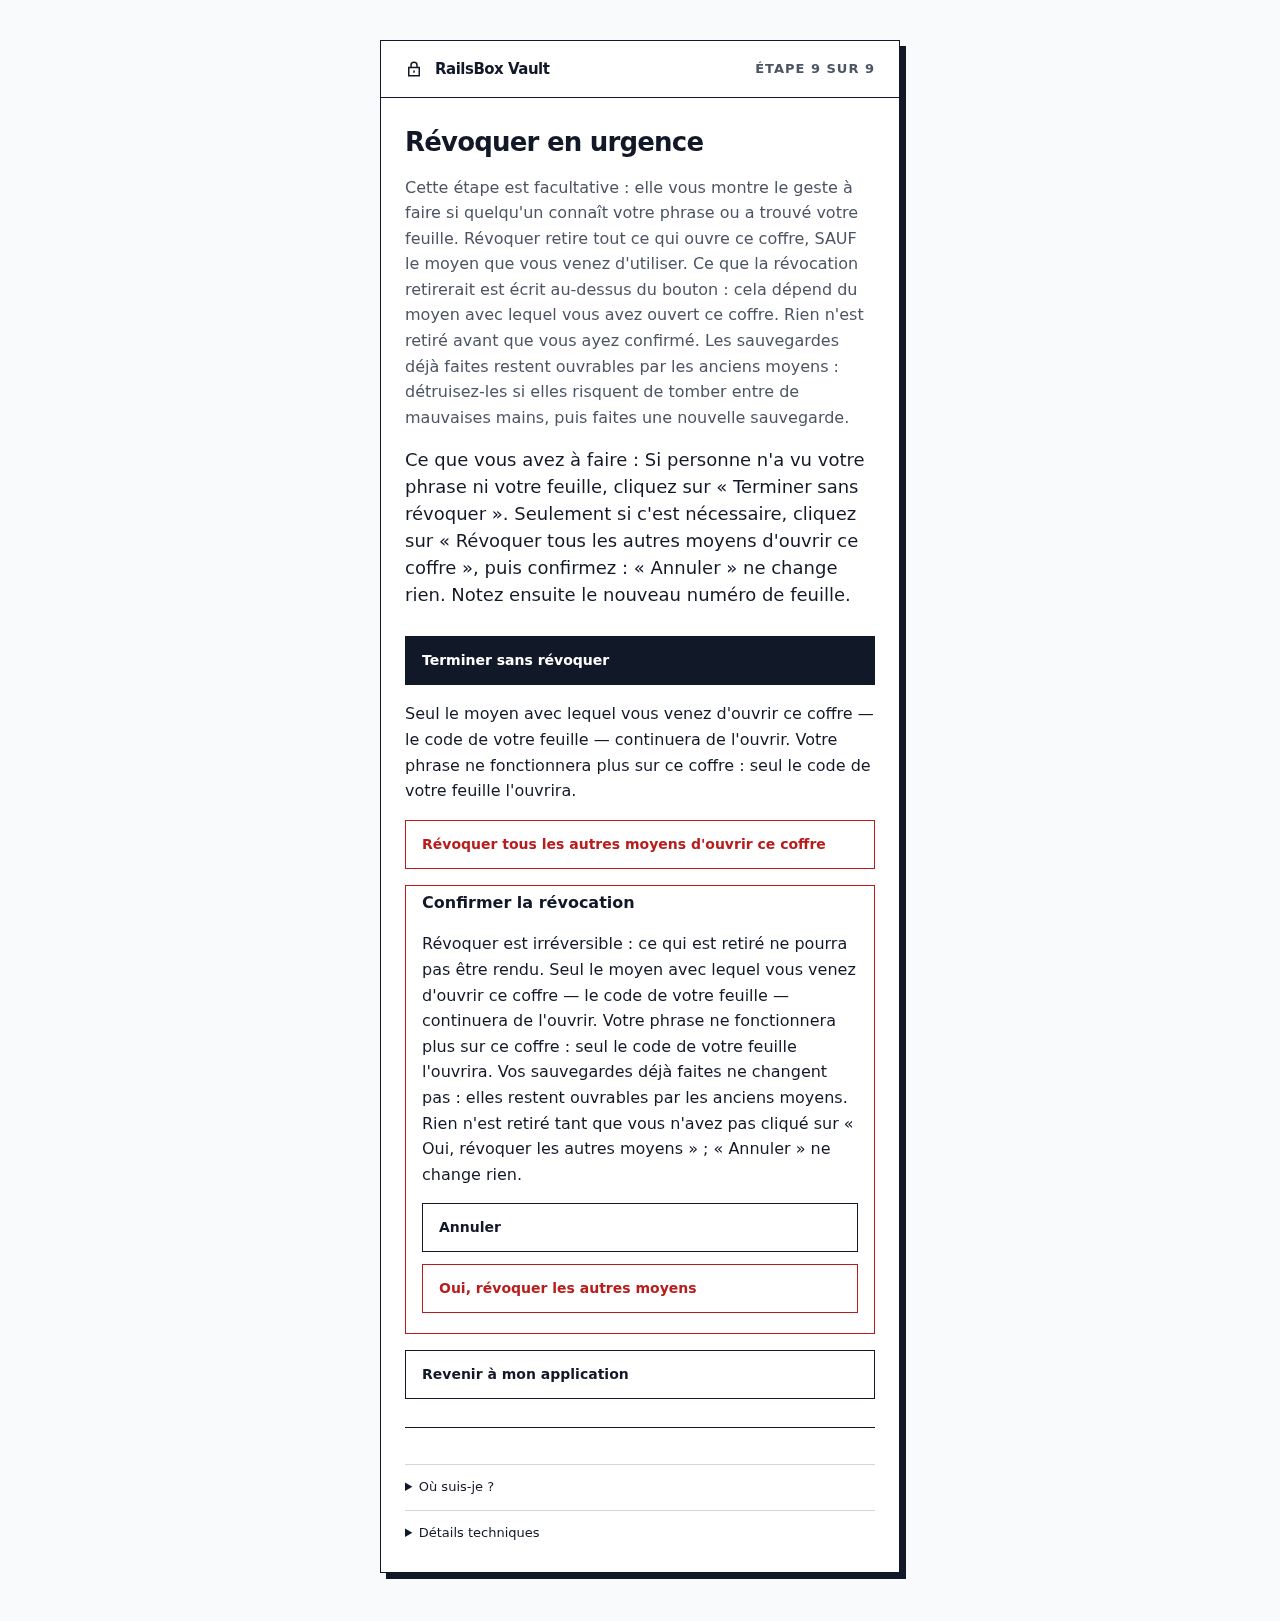 RailsBox Vault
ÉTAPE 9 SUR 9
Révoquer en urgence
Cette étape est facultative : elle vous montre le geste à
faire si quelqu'un connaît votre phrase ou a trouvé votre
feuille. Révoquer retire tout ce qui ouvre ce coffre, SAUF
le moyen que vous venez d'utiliser. Ce que la révocation
retirerait est écrit au-dessus du bouton : cela dépend du
moyen avec lequel vous avez ouvert ce coffre. Rien n'est
retiré avant que vous ayez confirmé. Les sauvegardes
déjà faites restent ouvrables par les anciens moyens :
détruisez-les si elles risquent de tomber entre de
mauvaises mains, puis faites une nouvelle sauvegarde.
Ce que vous avez à faire : Si personne n'a vu votre
phrase ni votre feuille, cliquez sur « Terminer sans
révoquer ». Seulement si c'est nécessaire, cliquez
sur « Révoquer tous les autres moyens d'ouvrir ce
coffre », puis confirmez : « Annuler » ne change
rien. Notez ensuite le nouveau numéro de feuille.
Terminer sans révoquer
Seul le moyen avec lequel vous venez d'ouvrir ce coffre —
le code de votre feuille — continuera de l'ouvrir. Votre
phrase ne fonctionnera plus sur ce coffre : seul le code de
votre feuille l'ouvrira.
Révoquer tous les autres moyens d'ouvrir ce coffre
Confirmer la révocation
Révoquer est irréversible : ce qui est retiré ne pourra
pas être rendu. Seul le moyen avec lequel vous venez
d'ouvrir ce coffre — le code de votre feuille —
continuera de l'ouvrir. Votre phrase ne fonctionnera
plus sur ce coffre : seul le code de votre feuille
l'ouvrira. Vos sauvegardes déjà faites ne changent
pas : elles restent ouvrables par les anciens moyens.
Rien n'est retiré tant que vous n'avez pas cliqué sur «
Oui, révoquer les autres moyens » ; « Annuler » ne
change rien.
Annuler
Oui, révoquer les autres moyens
Revenir à mon application
Où suis-je ?
Détails techniques